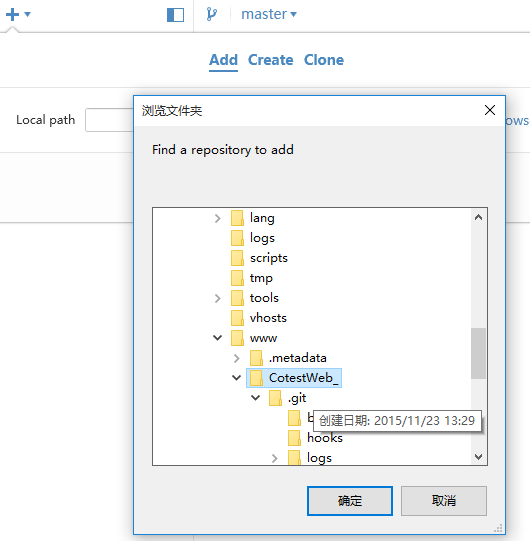 master
Add Create Clone
Local path
ows
浏览文件夹
Find a repository to add
lang
logs
scripts
tmp
tools
vhosts
www
.metadata
CotestWeb_
.git
b
创建日期: 2015/11/23 13:29
hooks
logs
确定 取消